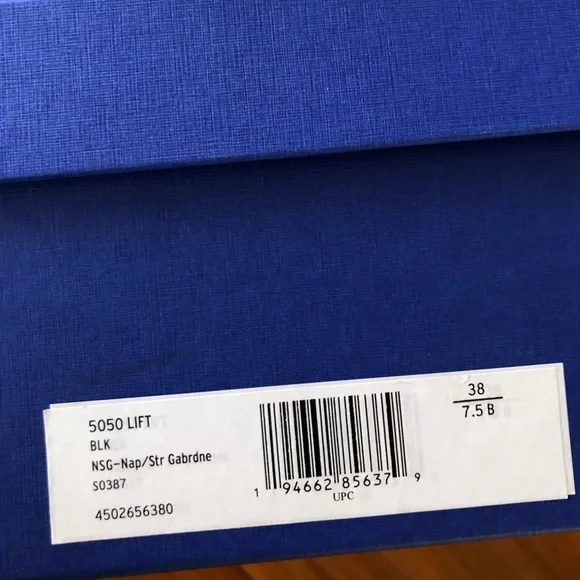 5050 LIFT
BLK
NSG-Nap/Str Gabrdne
S0387
4502656380
1 94662 85637 9
UPC
38
7.5 B